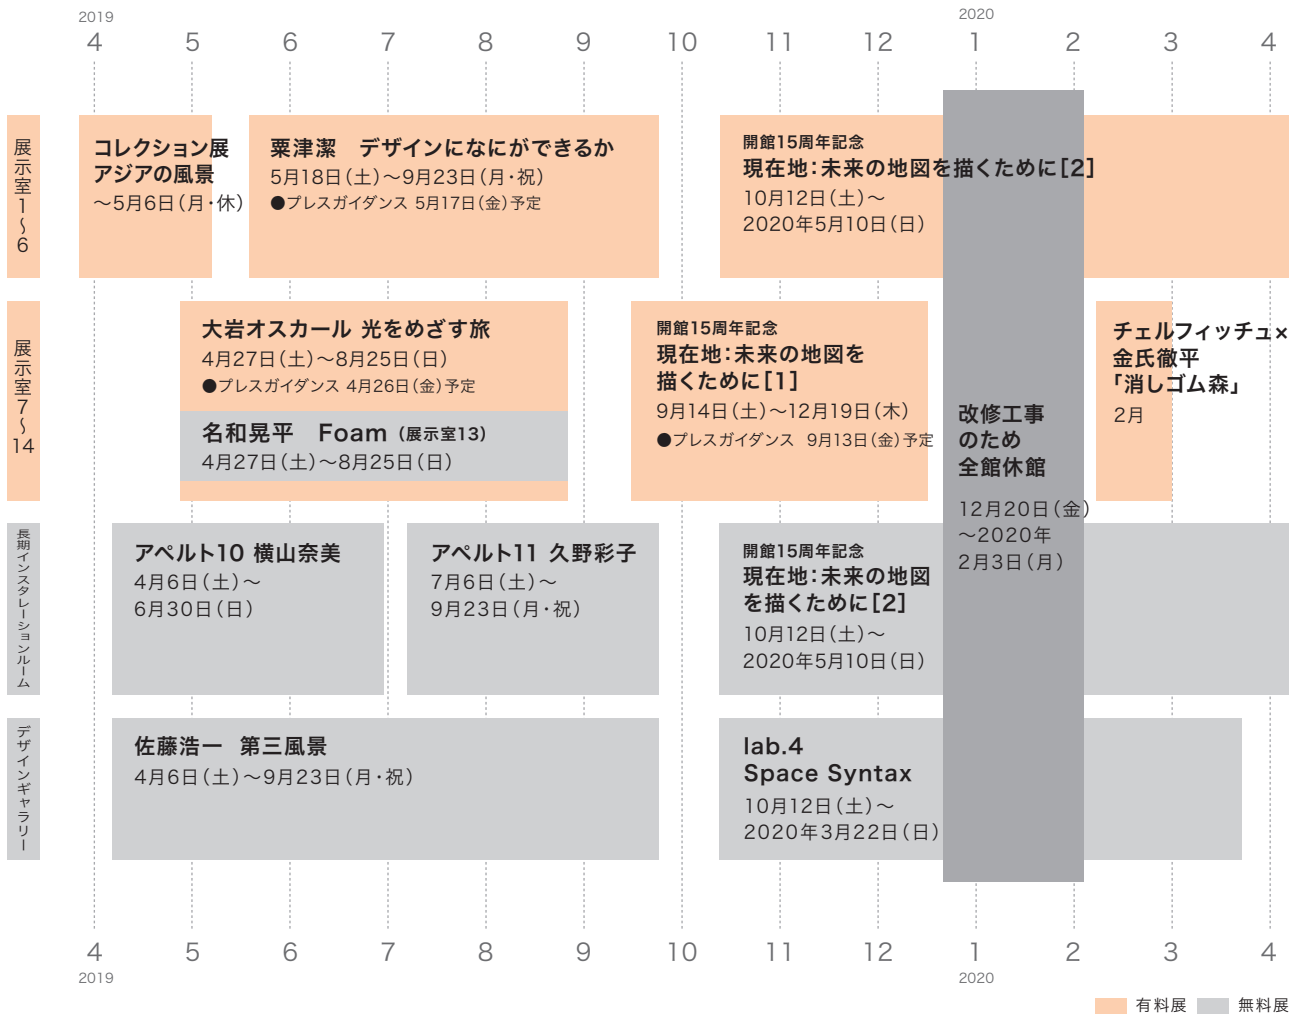 2019
2020
4 5 6 7 8 9 10 11 12 1 2 3 4
展示室1〜6
コレクション展
アジアの風景
〜5月6日(月・休)
粟津潔　デザインになにができるか
5月18日(土)〜9月23日(月・祝)
●プレスガイダンス 5月17日(金)予定
開館15周年記念
現在地：未来の地図を描くために[2]
10月12日(土)〜
2020年5月10日(日)
展示室7〜14
大岩オスカール 光をめざす旅
4月27日(土)〜8月25日(日)
●プレスガイダンス 4月26日(金)予定
名和晃平　Foam（展示室13）
4月27日(土)〜8月25日(日)
開館15周年記念
現在地：未来の地図を
描くために[1]
9月14日(土)〜12月19日(木)
●プレスガイダンス 9月13日(金)予定
改修工事
のため
全館休館
12月20日(金)
〜2020年
2月3日(月)
チェルフィッチュ×
金氏徹平
「消しゴム森」
2月
長期インスタレーションルーム
アペルト10 横山奈美
4月6日(土)〜
6月30日(日)
アペルト11 久野彩子
7月6日(土)〜
9月23日(月・祝)
開館15周年記念
現在地：未来の地図
を描くために[2]
10月12日(土)〜
2020年5月10日(日)
デザインギャラリー
佐藤浩一 第三風景
4月6日(土)〜9月23日(月・祝)
lab.4
Space Syntax
10月12日(土)〜
2020年3月22日(日)
4 5 6 7 8 9 10 11 12 1 2 3 4
2019
2020
有料展 無料展